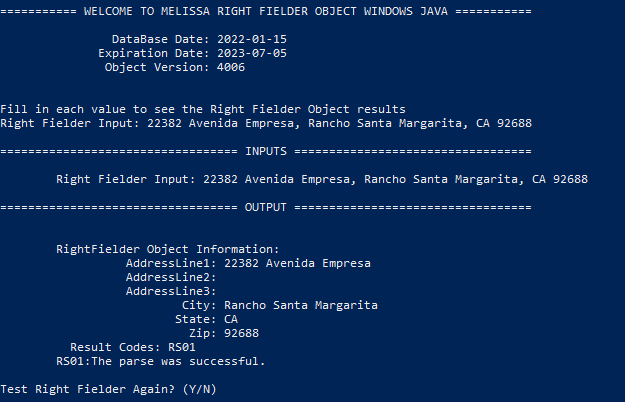 =========== WELCOME TO MELISSA RIGHT FIELDER OBJECT WINDOWS JAVA ===========
DataBase Date: 2022-01-15
Expiration Date: 2023-07-05
Object Version: 4006
Fill in each value to see the Right Fielder Object results
Right Fielder Input: 22382 Avenida Empresa, Rancho Santa Margarita, CA 92688
================================== INPUTS ==================================
Right Fielder Input: 22382 Avenida Empresa, Rancho Santa Margarita, CA 92688
================================== OUTPUT ==================================
RightFielder Object Information:
AddressLine1: 22382 Avenida Empresa
AddressLine2:
AddressLine3:
City: Rancho Santa Margarita
State: CA
Zip: 92688
Result Codes: RS01
RS01:The parse was successful.
Test Right Fielder Again? (Y/N)